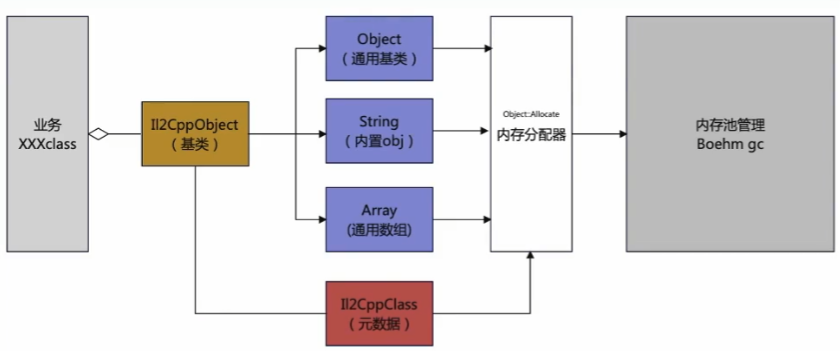 业务
XXXclass
Il2CppObject
（基类）
Object
（通用基类）
String
（内置obj）
Array
(通用数组)
Il2CppClass
（元数据）
Object::Allocate
内存分配器
内存池管理
Boehm gc